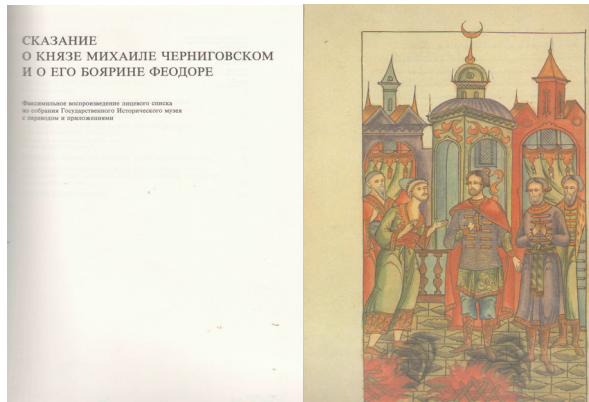 СКАЗАНИЕ
О КНЯЗЕ МИХАИЛЕ ЧЕРНИГОВСКОМ
И О ЕГО БОЯРИНЕ ФЕОДОРЕ
Факсимильное воспроизведение лицевого списка
из собрания Государственного Исторического музея
с переводом и приложениями